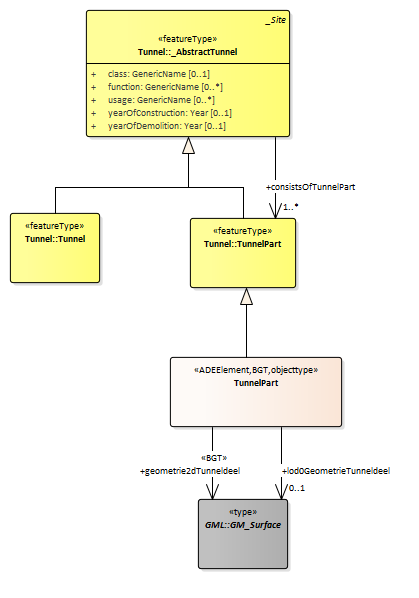 _Site
«featureType»
Tunnel::_AbstractTunnel
+ class: GenericName [0..1]
+ function: GenericName [0..*]
+ usage: GenericName [0..*]
+ yearOfConstruction: Year [0..1]
+ yearOfDemolition: Year [0..1]
+consistsOfTunnelPart
1..*
«featureType»
Tunnel::Tunnel
«featureType»
Tunnel::TunnelPart
«ADEElement,BGT,objecttype»
TunnelPart
«BGT»
+geometrie2dTunneldeel
+lod0GeometrieTunneldeel
0..1
«type»
GML::GM_Surface